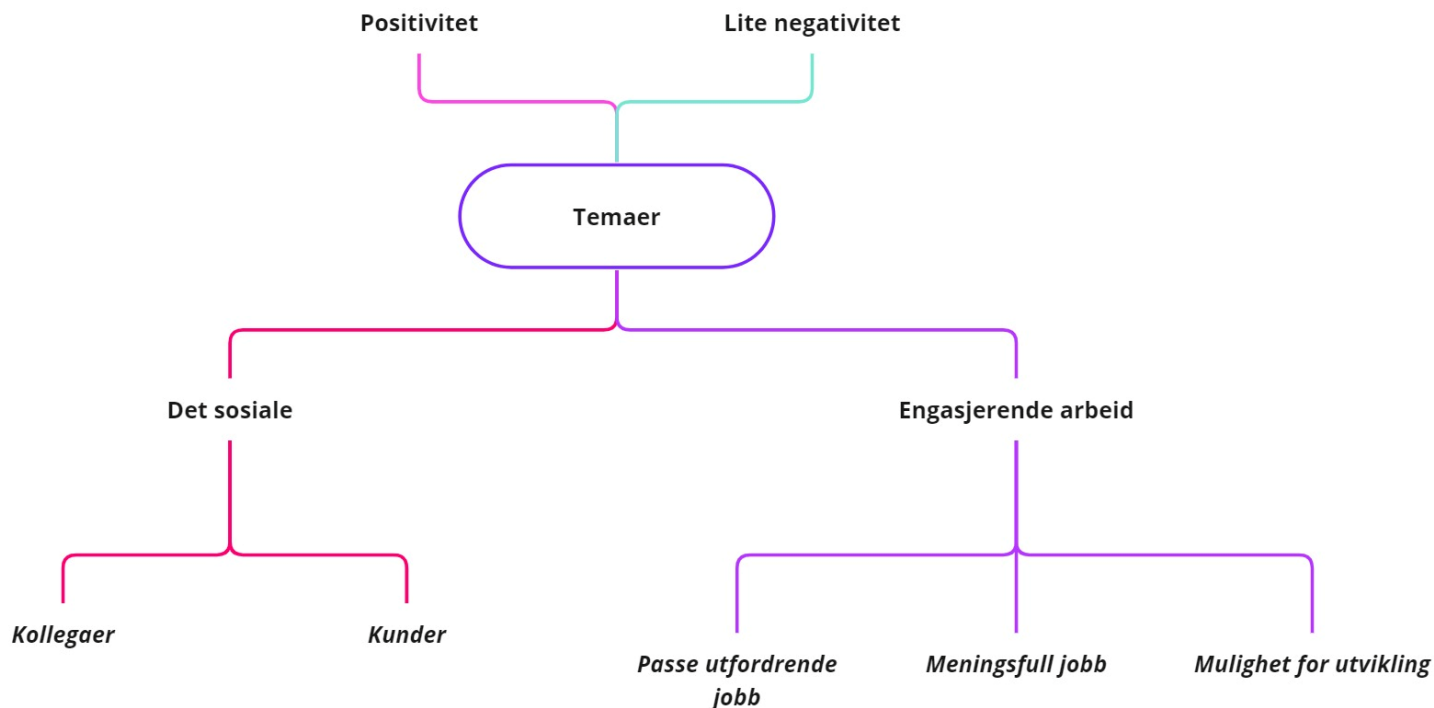 Positivitet
Lite negativitet
Temaer
Det sosiale
Engasjerende arbeid
Kollegaer
Kunder
Passe utfordrende
jobb
Meningsfull jobb
Mulighet for utvikling